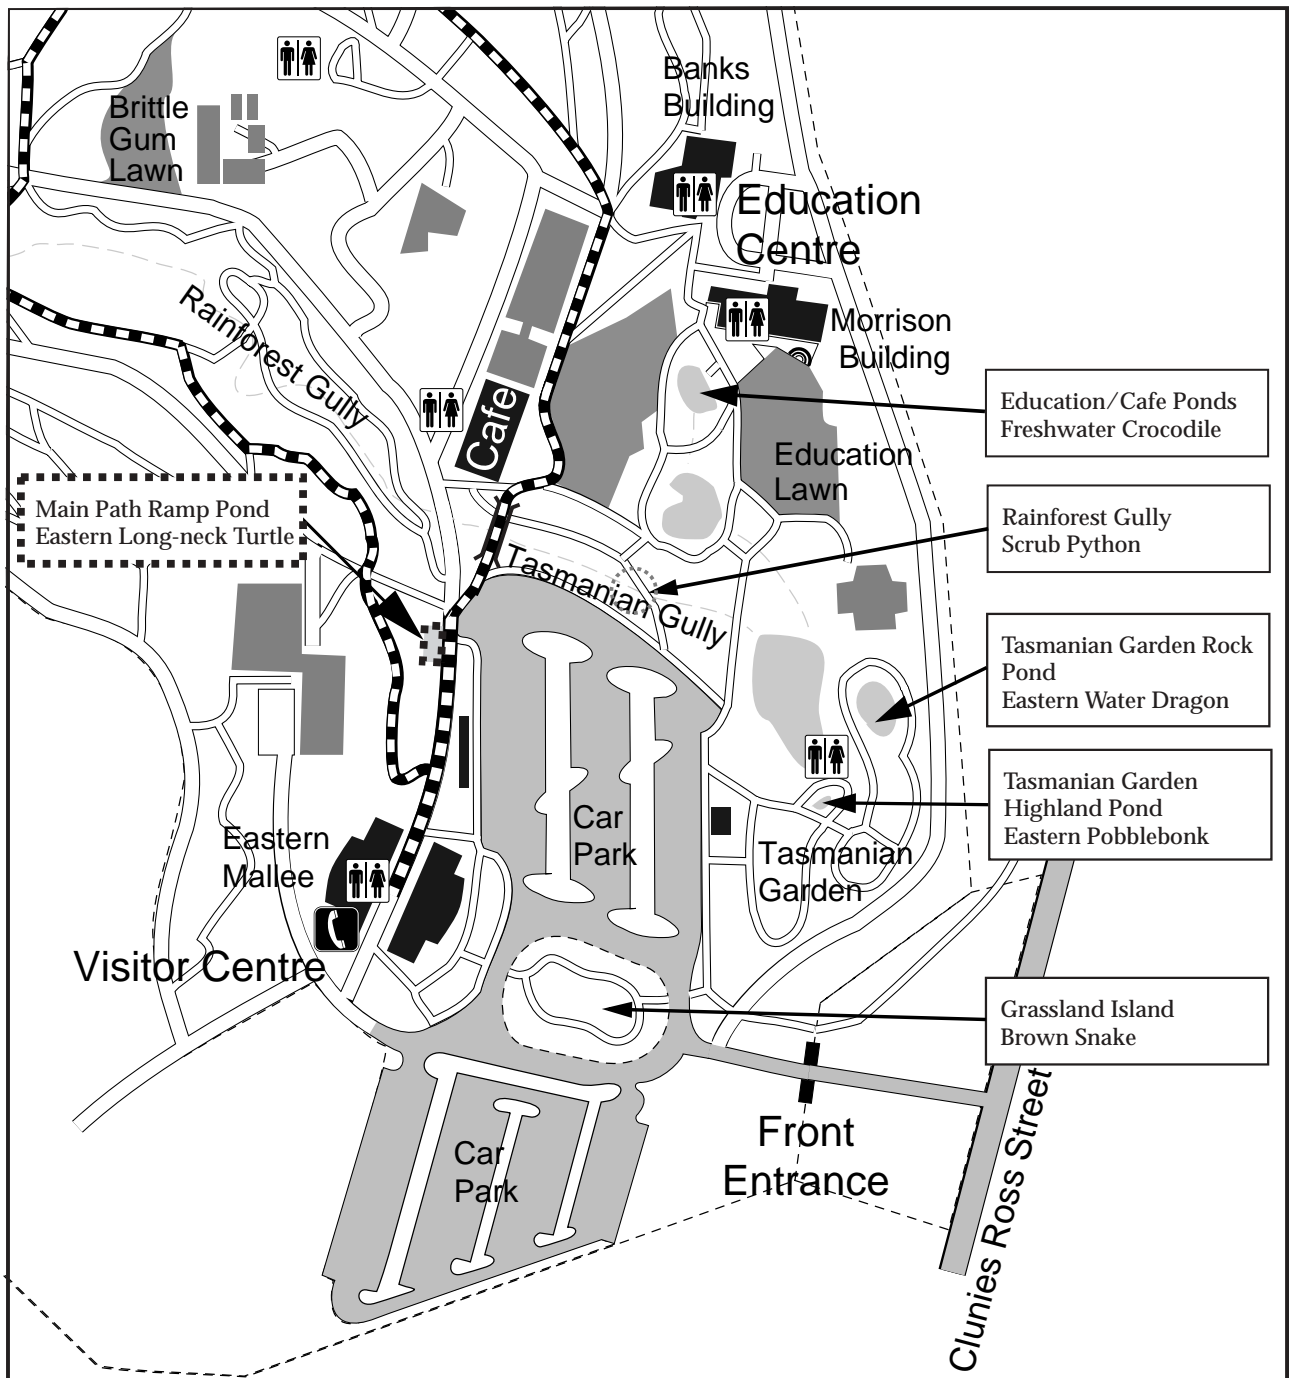 Banks
Building
Brittle
Gum
Lawn
Education
Centre
Rainforest Gully
Morrison
Building
Cafe
Education/Cafe Ponds
Freshwater Crocodile
Education
Lawn
Main Path Ramp Pond
Eastern Long-neck Turtle
Rainforest Gully
Scrub Python
Tasmanian Gully
Tasmanian Garden Rock
Pond
Eastern Water Dragon
Tasmanian Garden
Highland Pond
Eastern Pobblebonk
Car
Park
Eastern
Mallee
Tasmanian
Garden
Visitor Centre
Grassland Island
Brown Snake
Front
Entrance
Car
Park
Clunies Ross Street